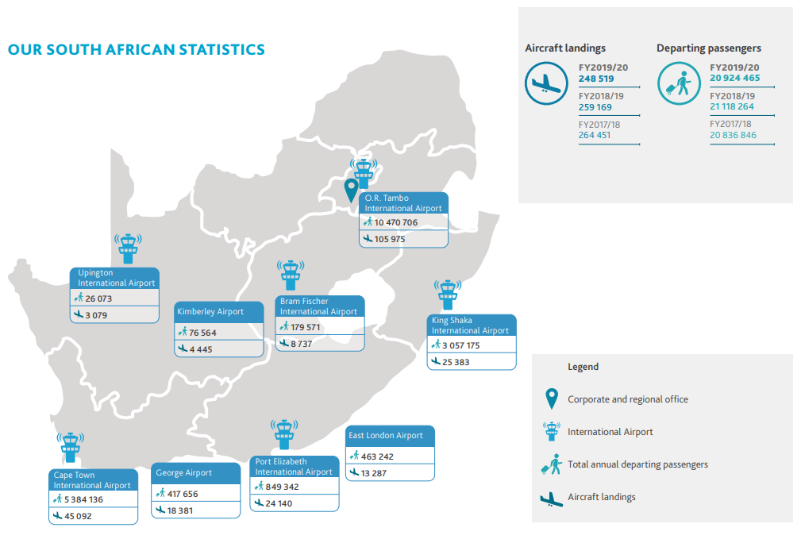 OUR SOUTH AFRICAN STATISTICS
Aircraft landings
FY2019/20
248 519
FY2018/19
259 169
FY2017/18
264 451
Departing passengers
FY2019/20
20 924 465
FY2018/19
21 118 264
FY2017/18
20 836 846
O.R. Tambo
International Airport
10 470 706
105 975
Upington
International Airport
26 073
3 079
Kimberley Airport
76 564
4 445
Bram Fischer
International Airport
179 571
8 737
King Shaka
International Airport
3 057 175
25 383
Cape Town
International Airport
5 384 136
45 092
George Airport
417 656
18 381
Port Elizabeth
International Airport
849 342
24 140
East London Airport
463 242
13 287
Legend
Corporate and regional office
International Airport
Total annual departing passengers
Aircraft landings